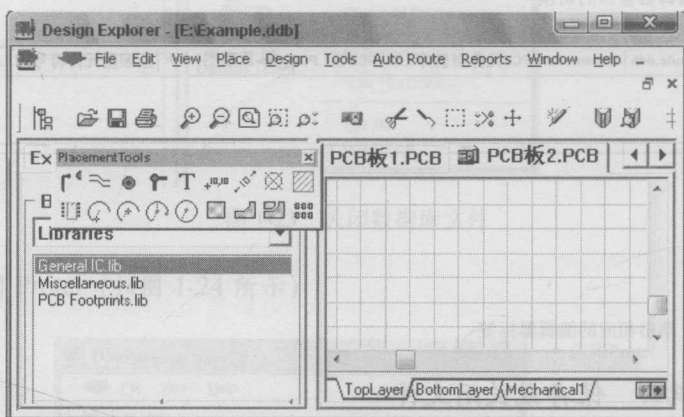 Design Explorer - [E:\Example.ddb]
File Edit View Place Design Tools Auto Route Reports Window Help
Ex PlacementTools
PCB板1.PCB PCB板2.PCB
T +10,10
B
Libraries
General IC.lib
Miscellaneous.lib
PCB Footprints.lib
TopLayer BottomLayer Mechanical1